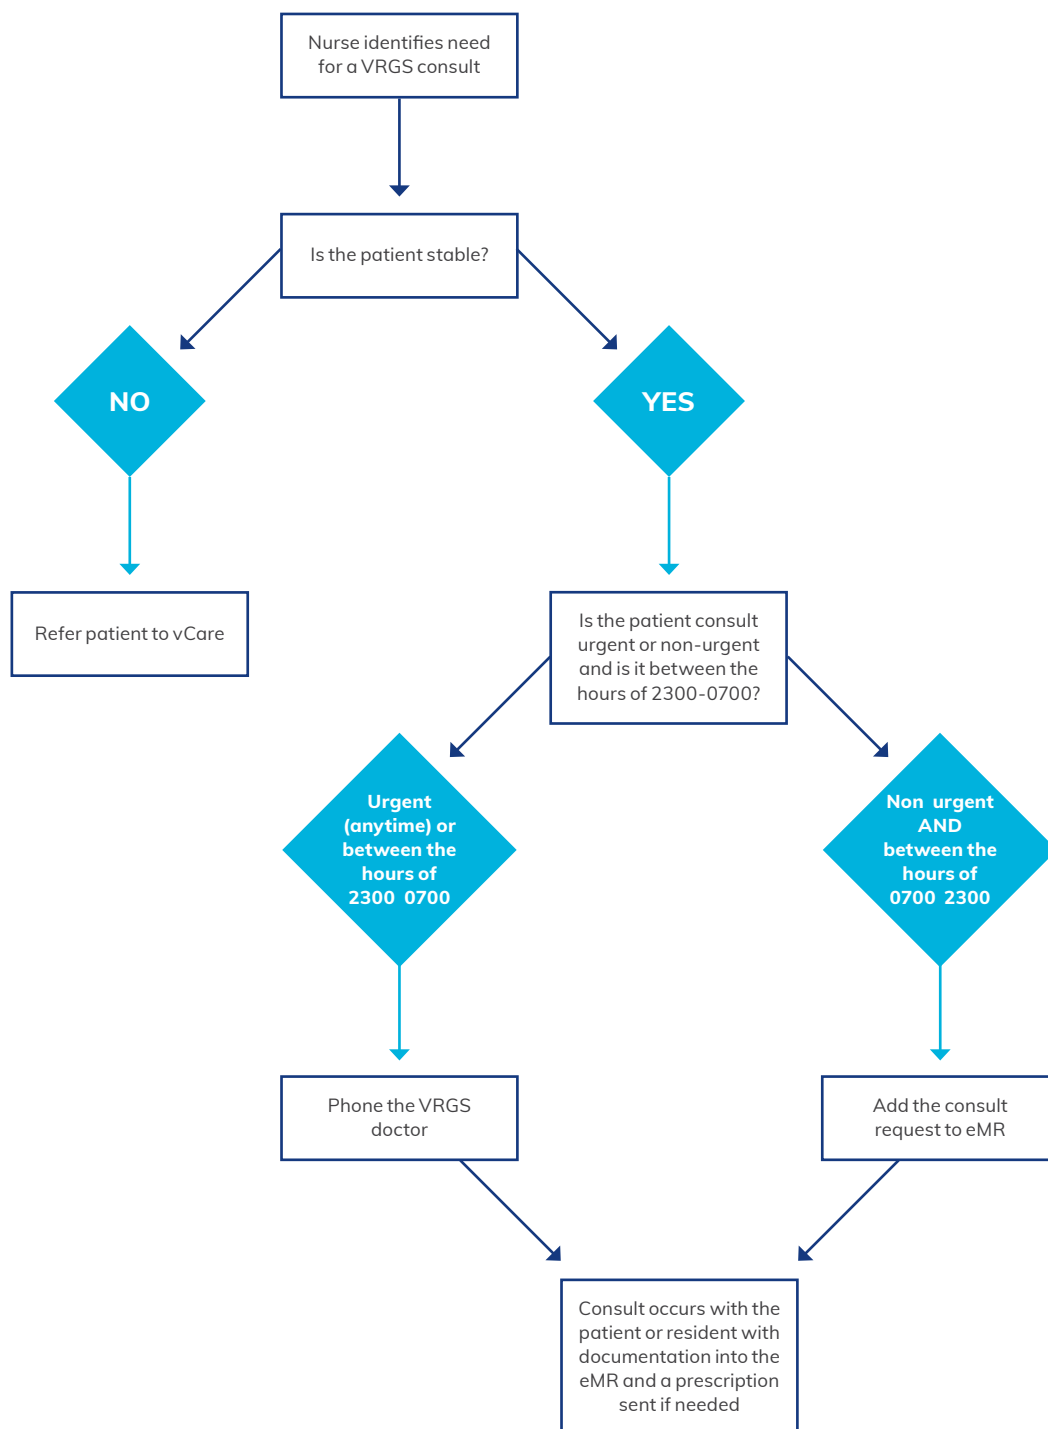 Nurse identifies need
for a VRGS consult
Is the patient stable?
NO
YES
Refer patient to vCare
Is the patient consult
urgent or non-urgent
and is it between the
hours of 2300-0700?
Urgent
(anytime) or
between the
hours of
2300 0700
Non urgent
AND
between the
hours of
0700 2300
Phone the VRGS
doctor
Add the consult
request to eMR
Consult occurs with the
patient or resident with
documentation into the
eMR and a prescription
sent if needed